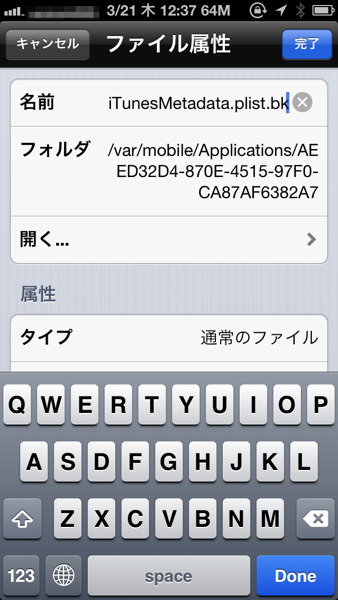 3/21 木 12:37 64M
キャンセル ファイル属性 完了
名前 iTunesMetadata.plist.bk
フォルダ /var/mobile/Applications/AE
ED32D4-870E-4515-97F0-
CA87AF6382A7
開く...
属性
タイプ 通常のファイル
Q W E R T Y U I O P
A S D F G H J K L
Z X C V B N M
123 space Done